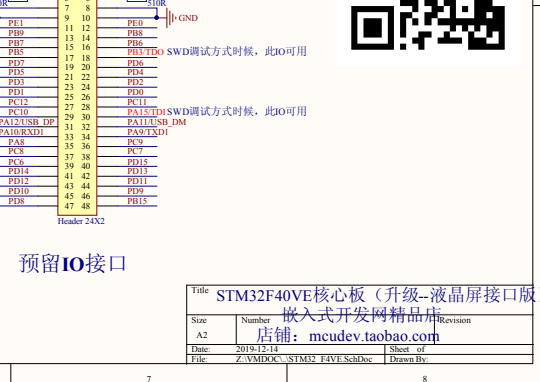 510R
7 8
9 10 GND
PE1 11 12 PE0
PB9 13 14 PB8
PB7 15 16 PB6
PB5 17 18 PB3/TDO SWD调试方式时候，此IO可用
PD7 19 20 PD6
PD5 21 22 PD4
PD3 23 24 PD2
PD1 25 26 PD0
PC12 27 28 PC11
PC10 29 30 PA15/TDI SWD调试方式时候，此IO可用
PA12/USB_DP 31 32 PA11/USB_DM
PA10/RXD1 33 34 PA9/TXD1
PA8 35 36 PC9
PC8 37 38 PC7
PC6 39 40 PD15
PD14 41 42 PD13
PD12 43 44 PD11
PD10 45 46 PD9
PD8 47 48 PB15
Header 24X2
预留IO接口
Title STM32F40VE核心板（升级--液晶屏接口版
嵌入式开发网精品店
Size Number Revision
A2 店铺：mcudev.taobao.com
Date: 2019-12-14 Sheet of
File: Z:\VMDOC\..\STM32_F4VE.SchDoc Drawn By:
7 8